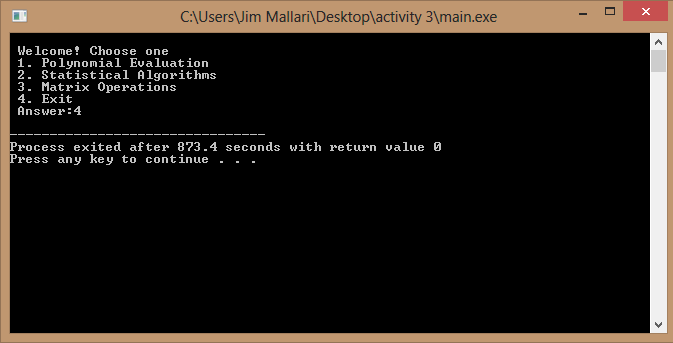 C:\Users\Jim Mallari\Desktop\activity 3\main.exe
Welcome! Choose one
1. Polynomial Evaluation
2. Statistical Algorithms
3. Matrix Operations
4. Exit
Answer:4
--------------------------------
Process exited after 873.4 seconds with return value 0
Press any key to continue . . .